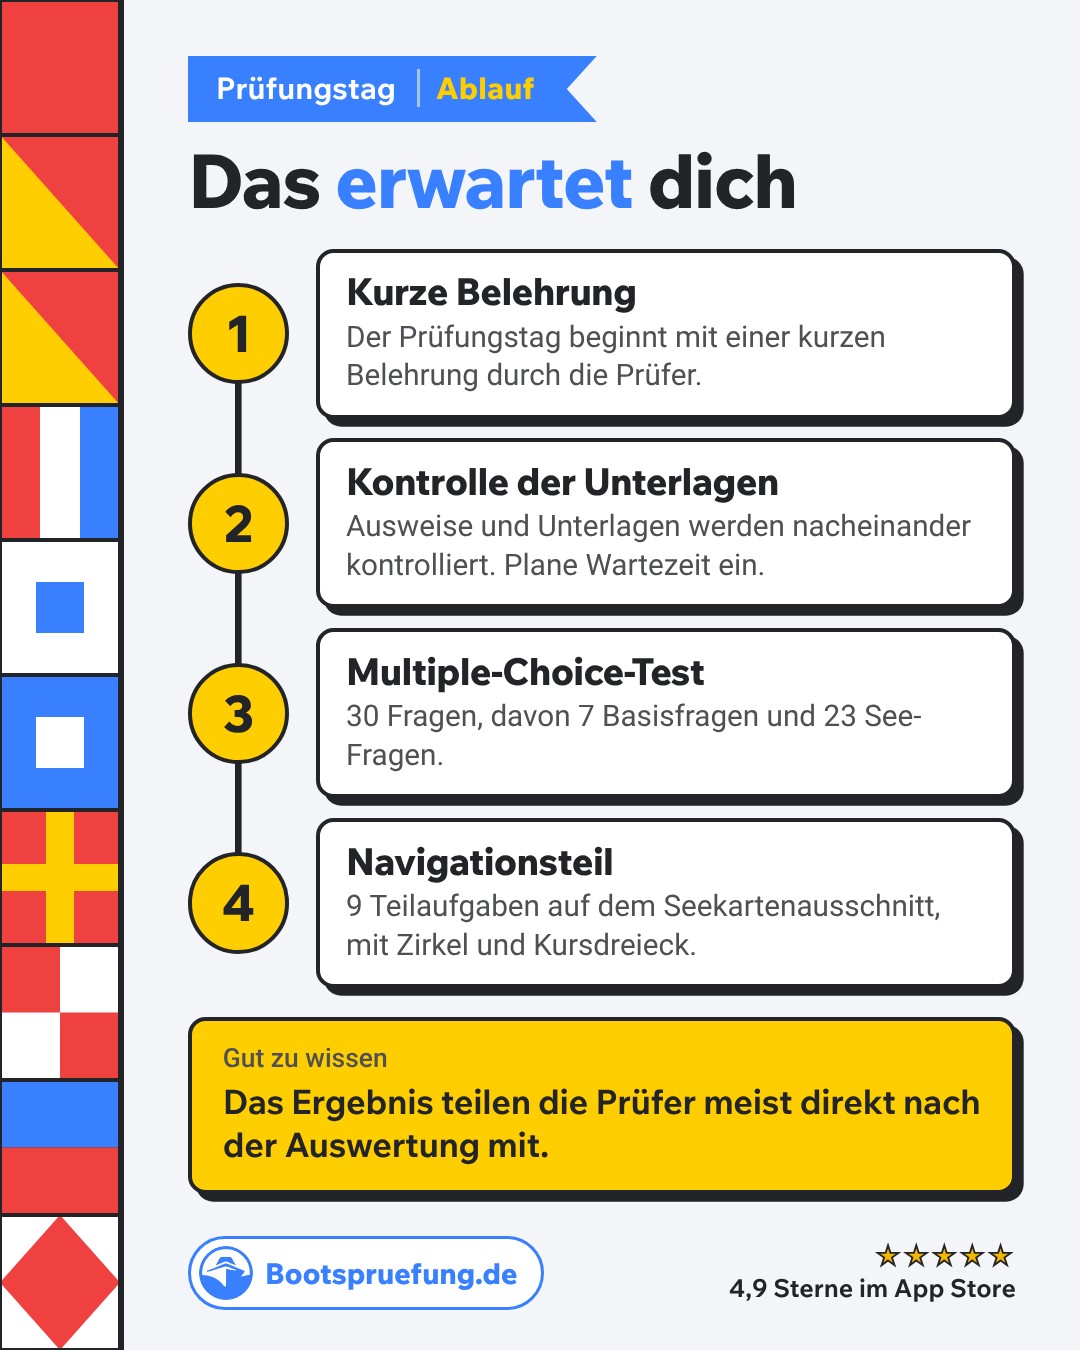 Prüfungstag | Ablauf
Das erwartet dich
1
Kurze Belehrung
Der Prüfungstag beginnt mit einer kurzen
Belehrung durch die Prüfer.
2
Kontrolle der Unterlagen
Ausweise und Unterlagen werden nacheinander
kontrolliert. Plane Wartezeit ein.
3
Multiple-Choice-Test
30 Fragen, davon 7 Basisfragen und 23 See-
Fragen.
4
Navigationsteil
9 Teilaufgaben auf dem Seekartenausschnitt,
mit Zirkel und Kursdreieck.
Gut zu wissen
Das Ergebnis teilen die Prüfer meist direkt nach
der Auswertung mit.
Bootspruefung.de
★★★★★
4,9 Sterne im App Store